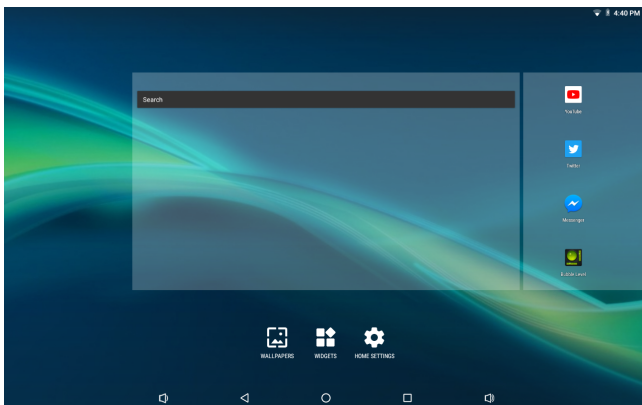 4:40 PM
Search
YouTube
Twitter
Messenger
Bubble Level
WALLPAPERS
WIDGETS
HOME SETTINGS